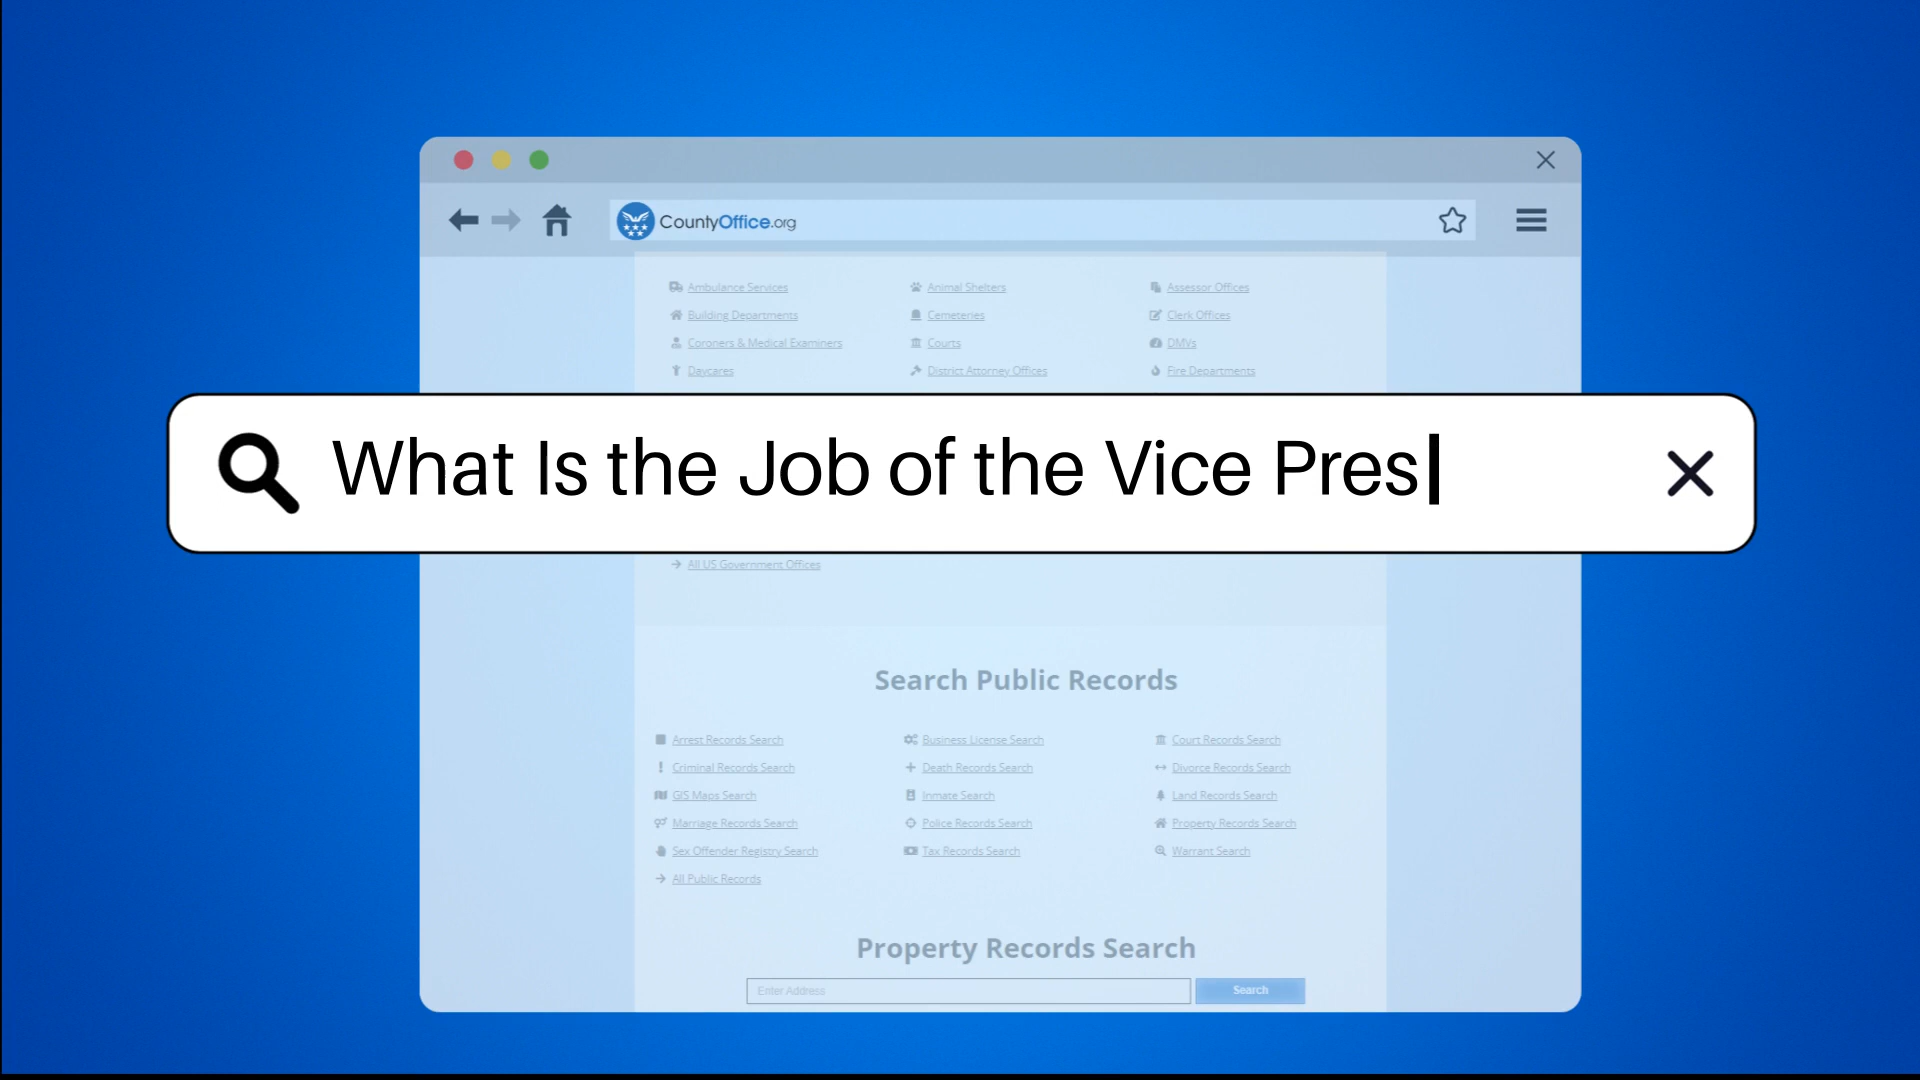 CountyOffice.org
Ambulance Services Animal Shelters Assessor Offices
Building Departments Cemeteries Clerk Offices
Coroners & Medical Examiners Courts DMVs
Daycares District Attorney Offices Fire Departments
What Is the Job of the Vice Pres
All US Government Offices
Search Public Records
Arrest Records Search Business License Search Court Records Search
Criminal Records Search Death Records Search Divorce Records Search
GIS Maps Search Inmate Search Land Records Search
Marriage Records Search Police Records Search Property Records Search
Sex Offender Registry Search Tax Records Search Warrant Search
All Public Records
Property Records Search
Enter Address Search